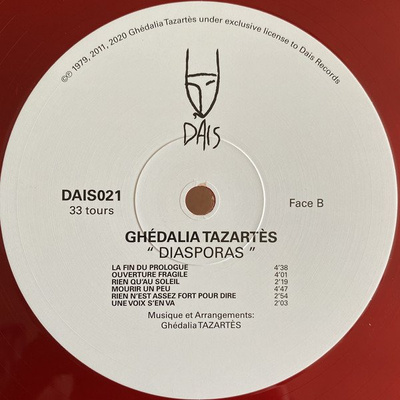 ℗© 1979, 2011, 2020 Ghédalia Tazartès under exclusive license to Dais Records
DAIS
DAIS021
33 tours
Face B
GHÉDALIA TAZARTÈS
“ DIASPORAS ”
LA FIN DU PROLOGUE 4'38
OUVERTURE FRAGILE 4'01
RIEN QU'AU SOLEIL 2'19
MOURIR UN PEU 4'47
RIEN N'EST ASSEZ FORT POUR DIRE 2'54
UNE VOIX S'EN VA 2'03
Musique et Arrangements:
Ghédalia TAZARTÈS